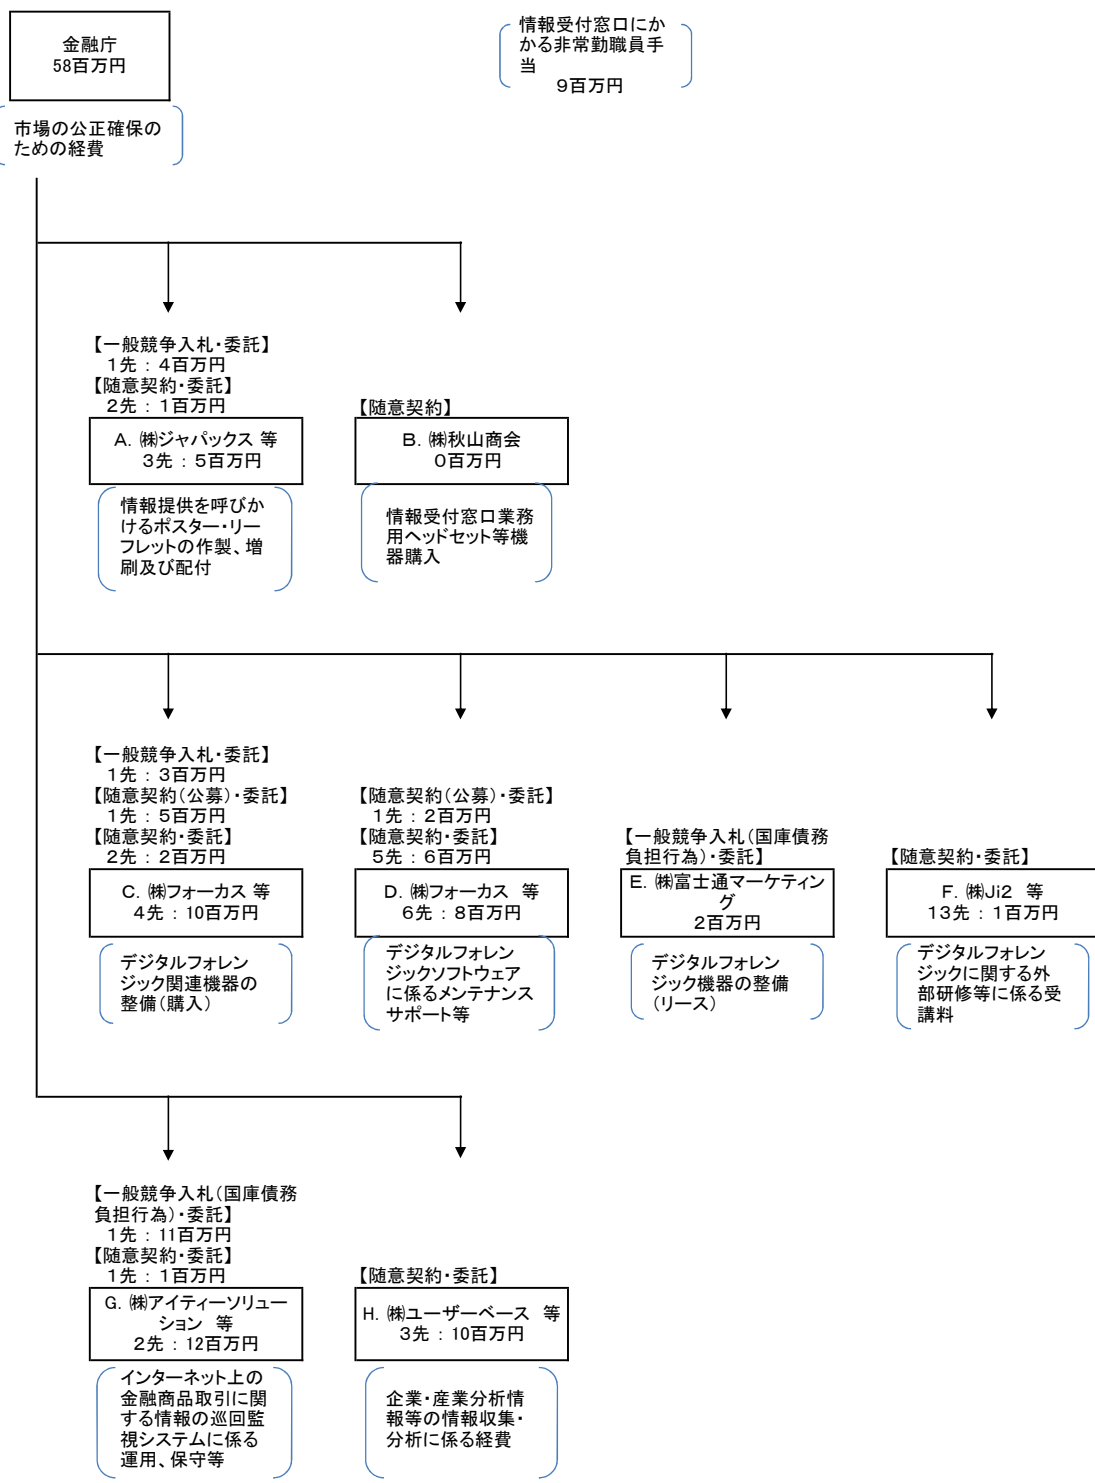 金融庁
58百万円
情報受付窓口にか
かる非常勤職員手
当
9百万円
市場の公正確保の
ための経費
【一般競争入札・委託】
1先：4百万円
【随意契約・委託】
2先：1百万円
A. ㈱ジャパックス 等
3先：5百万円
情報提供を呼びか
けるポスター・リー
フレットの作製、増
刷及び配付
【随意契約】
B. ㈱秋山商会
0百万円
情報受付窓口業務
用ヘッドセット等機
器購入
【一般競争入札・委託】
1先：3百万円
【随意契約（公募）・委託】
1先：5百万円
【随意契約・委託】
2先：2百万円
C. ㈱フォーカス 等
4先：10百万円
デジタルフォレン
ジック関連機器の
整備（購入）
【随意契約（公募）・委託】
1先：2百万円
【随意契約・委託】
5先：6百万円
D. ㈱フォーカス 等
6先：8百万円
デジタルフォレン
ジックソフトウェア
に係るメンテナンス
サポート等
【一般競争入札（国庫債務
負担行為）・委託】
E. ㈱富士通マーケティン
グ
2百万円
デジタルフォレン
ジック機器の整備
（リース）
【随意契約・委託】
F. ㈱Ji2 等
13先：1百万円
デジタルフォレン
ジックに関する外
部研修等に係る受
講料
【一般競争入札（国庫債務
負担行為）・委託】
1先：11百万円
【随意契約・委託】
1先：1百万円
G. ㈱アイティーソリュー
ション 等
2先：12百万円
インターネット上の
金融商品取引に関
する情報の巡回監
視システムに係る
運用、保守等
【随意契約・委託】
H. ㈱ユーザーベース 等
3先：10百万円
企業・産業分析情
報等の情報収集・
分析に係る経費